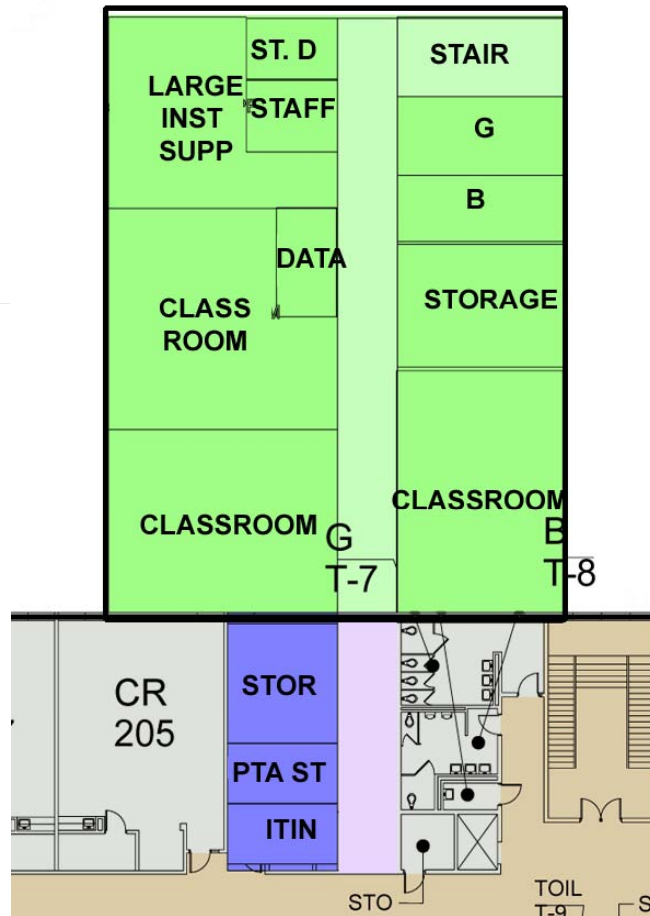 ST. D
STAIR
LARGE
INST
SUPP
STAFF
G
B
DATA
CLASS
ROOM
STORAGE
CLASSROOM
CLASSROOM
G
T-7
B
T-8
CR
205
STOR
PTA ST
ITIN
STO
TOIL
T-9
S